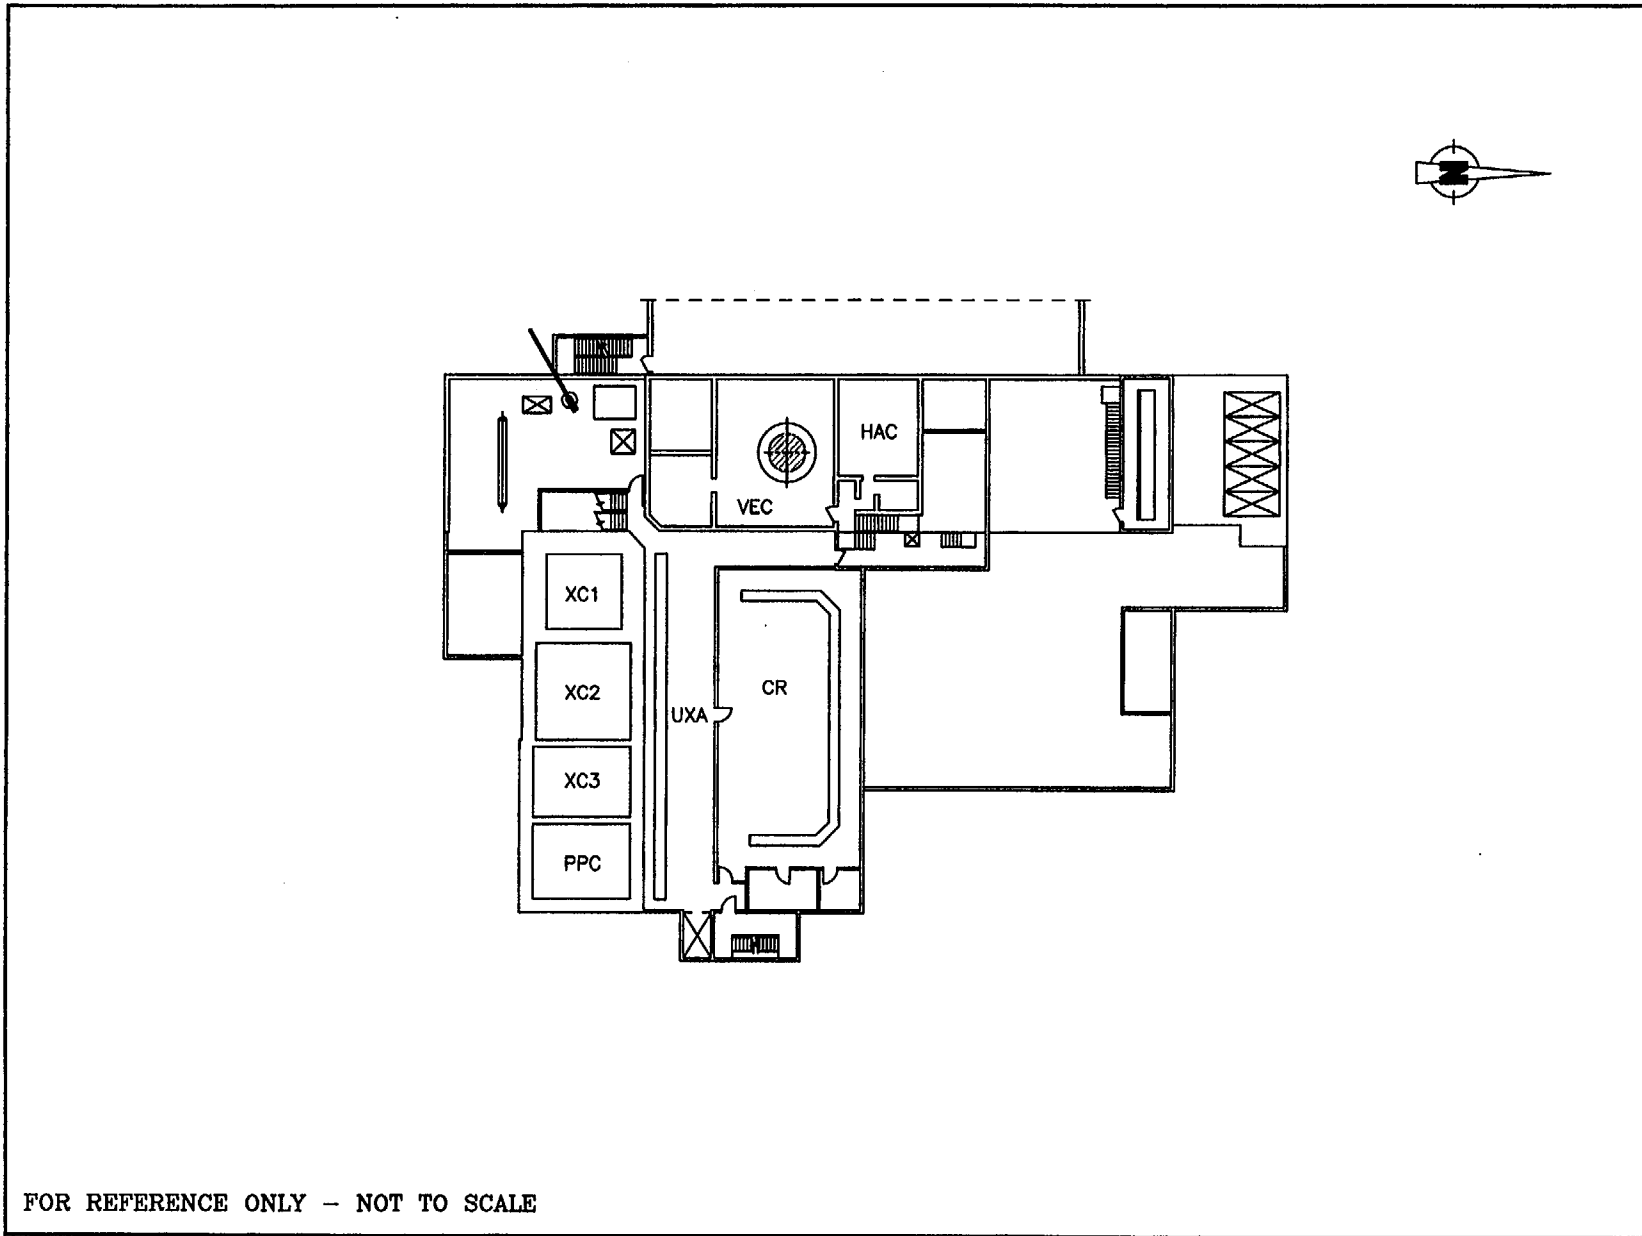 N
HAC
VEC
XC1
XC2
CR
UXA
XC3
PPC
FOR REFERENCE ONLY – NOT TO SCALE